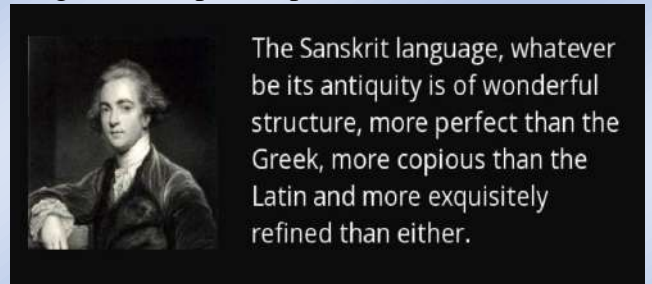 The Sanskrit language, whatever
be its antiquity is of wonderful
structure, more perfect than the
Greek, more copious than the
Latin and more exquisitely
refined than either.